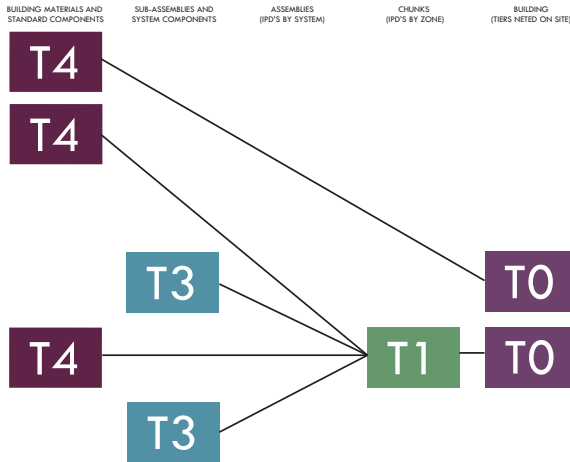 BUILDING MATERIALS AND
STANDARD COMPONENTS
SUB-ASSEMBLIES AND
SYSTEM COMPONENTS
ASSEMBLIES
(IPD'S BY SYSTEM)
CHUNKS
(IPD'S BY ZONE)
BUILDING
(TIERS NETED ON SITE)
T4
T4
T3
T0
T4
T1
T0
T3